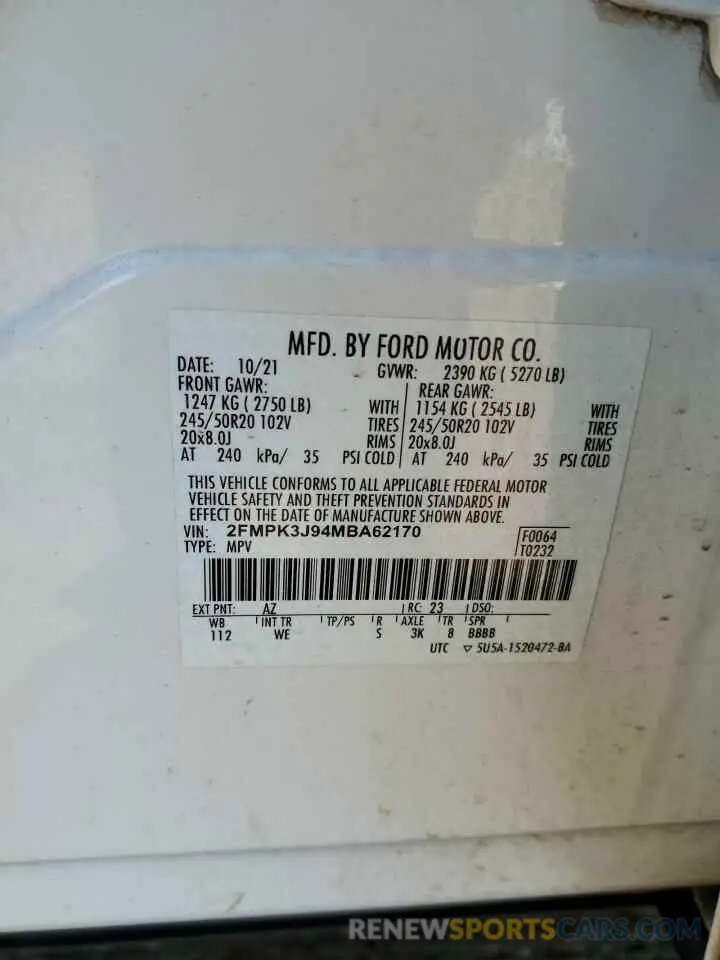 MFD. BY FORD MOTOR CO.
DATE: 10/21 GVWR: 2390 KG ( 5270 LB)
FRONT GAWR: REAR GAWR:
1247 KG ( 2750 LB) WITH 1154 KG ( 2545 LB) WITH
245/50R20 102V TIRES 245/50R20 102V TIRES
20x8.0J RIMS 20x8.0J RIMS
AT 240 kPa/ 35 PSI COLD AT 240 kPa/ 35 PSI COLD
THIS VEHICLE CONFORMS TO ALL APPLICABLE FEDERAL MOTOR
VEHICLE SAFETY AND THEFT PREVENTION STANDARDS IN
EFFECT ON THE DATE OF MANUFACTURE SHOWN ABOVE.
VIN: 2FMPK3J94MBA62170 F0064
TYPE: MPV T0232
EXT PNT: AZ RC: 23 DSO:
WB INT TR TP/PS R AXLE TR SPR
112 WE S 3K 8 BBBB
UTC ▽ 5U5A-1520472-BA
RENEWSPORTSCARS.COM